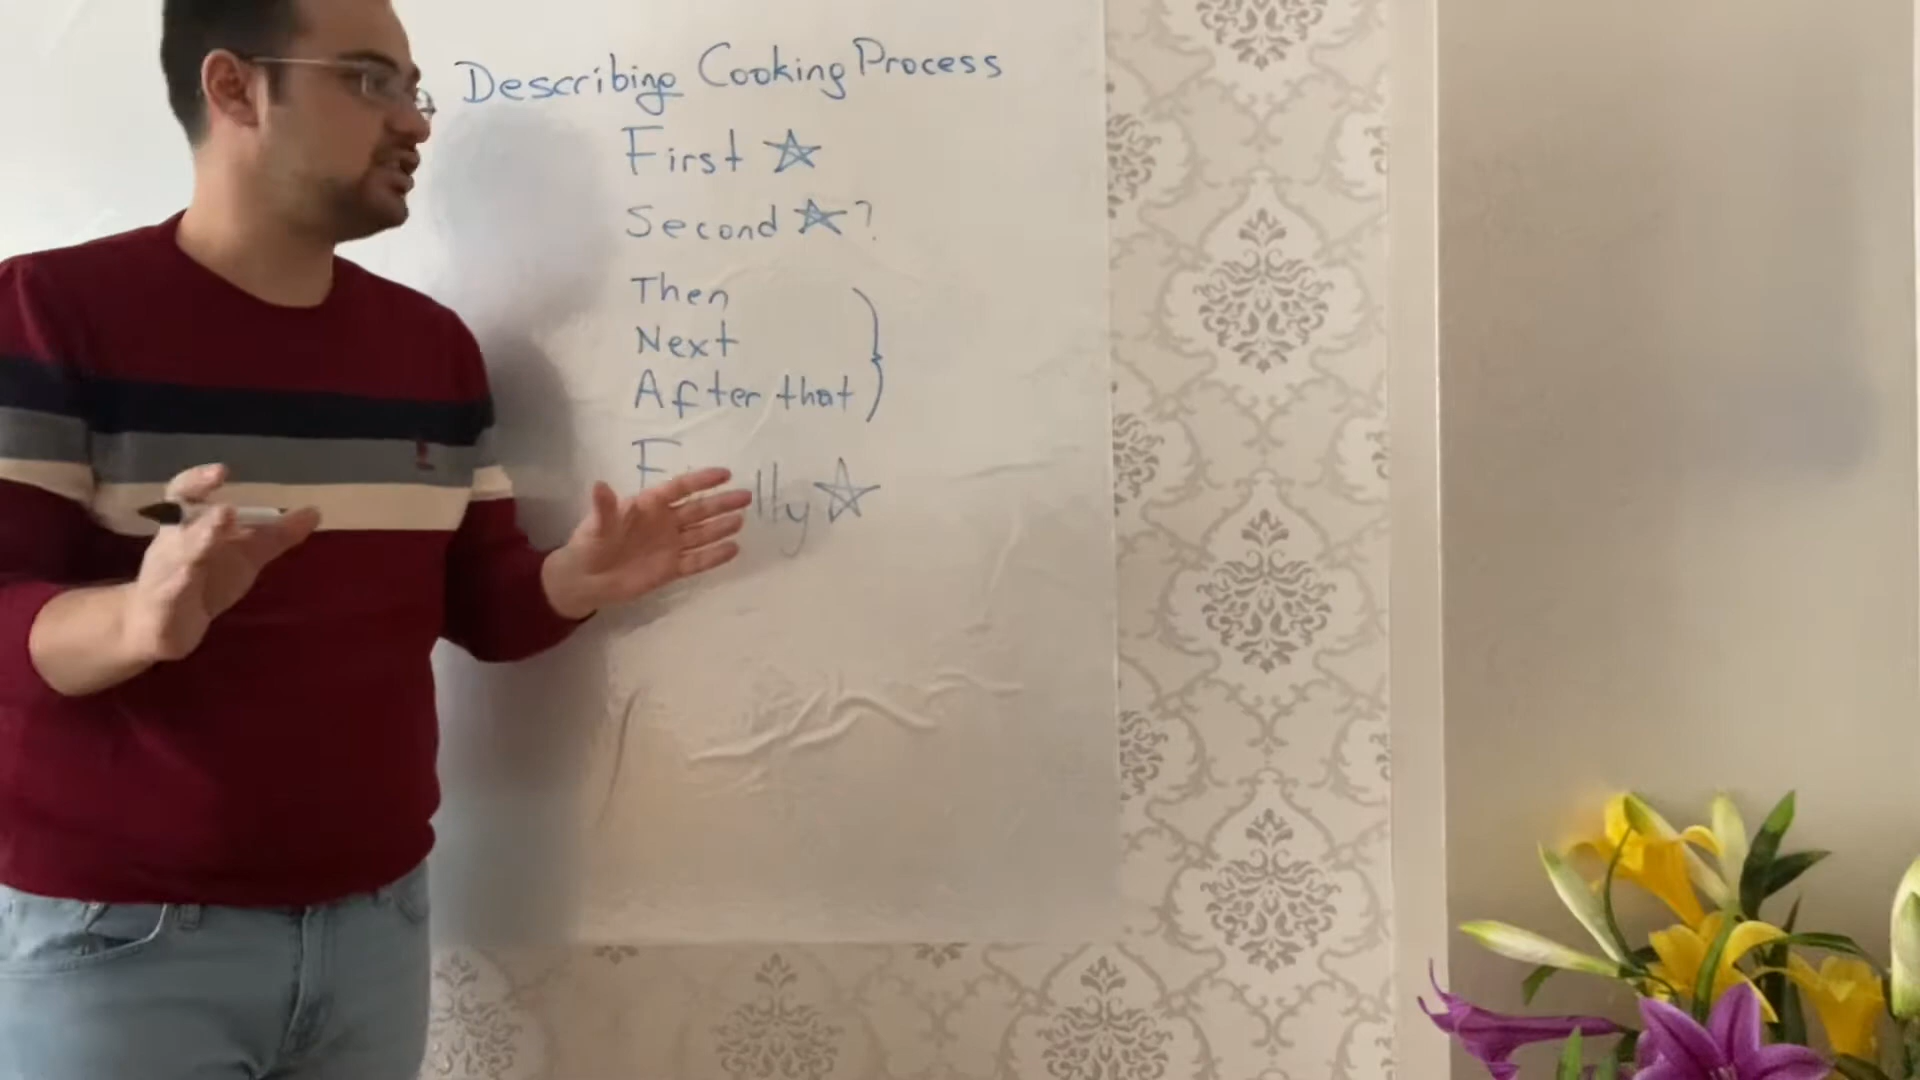 Describing Cooking Process
First ☆
Second ☆?
Then
Next
After that }